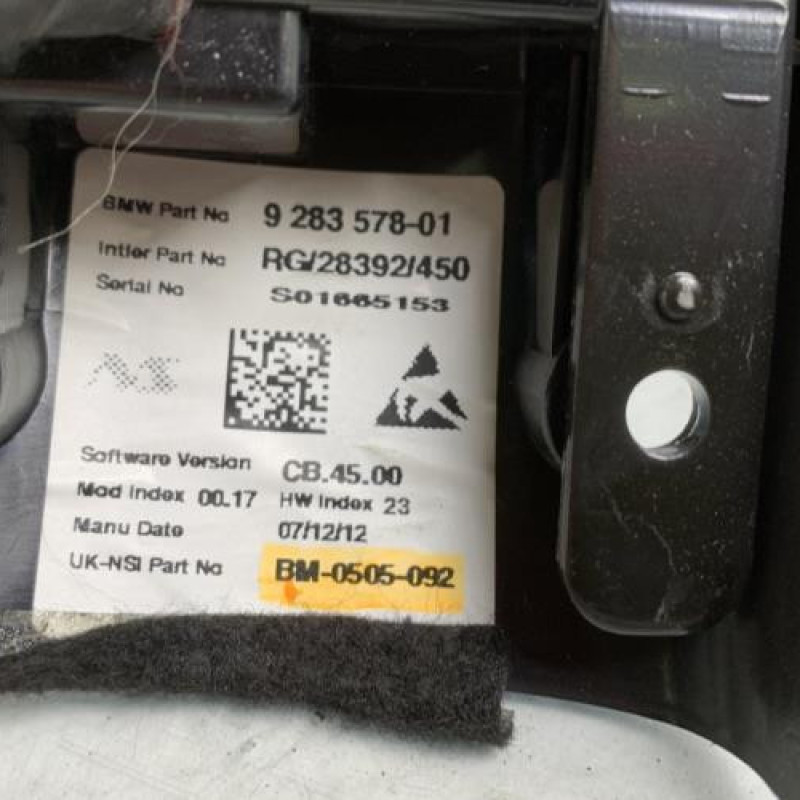 BMW Part No 9 283 578-01
Intier Part No RG/28392/450
Serial No S01665153
Software Version CB.45.00
Mod Index 00.17 HW Index 23
Manu Date 07/12/12
UK-NSI Part No BM-0505-092